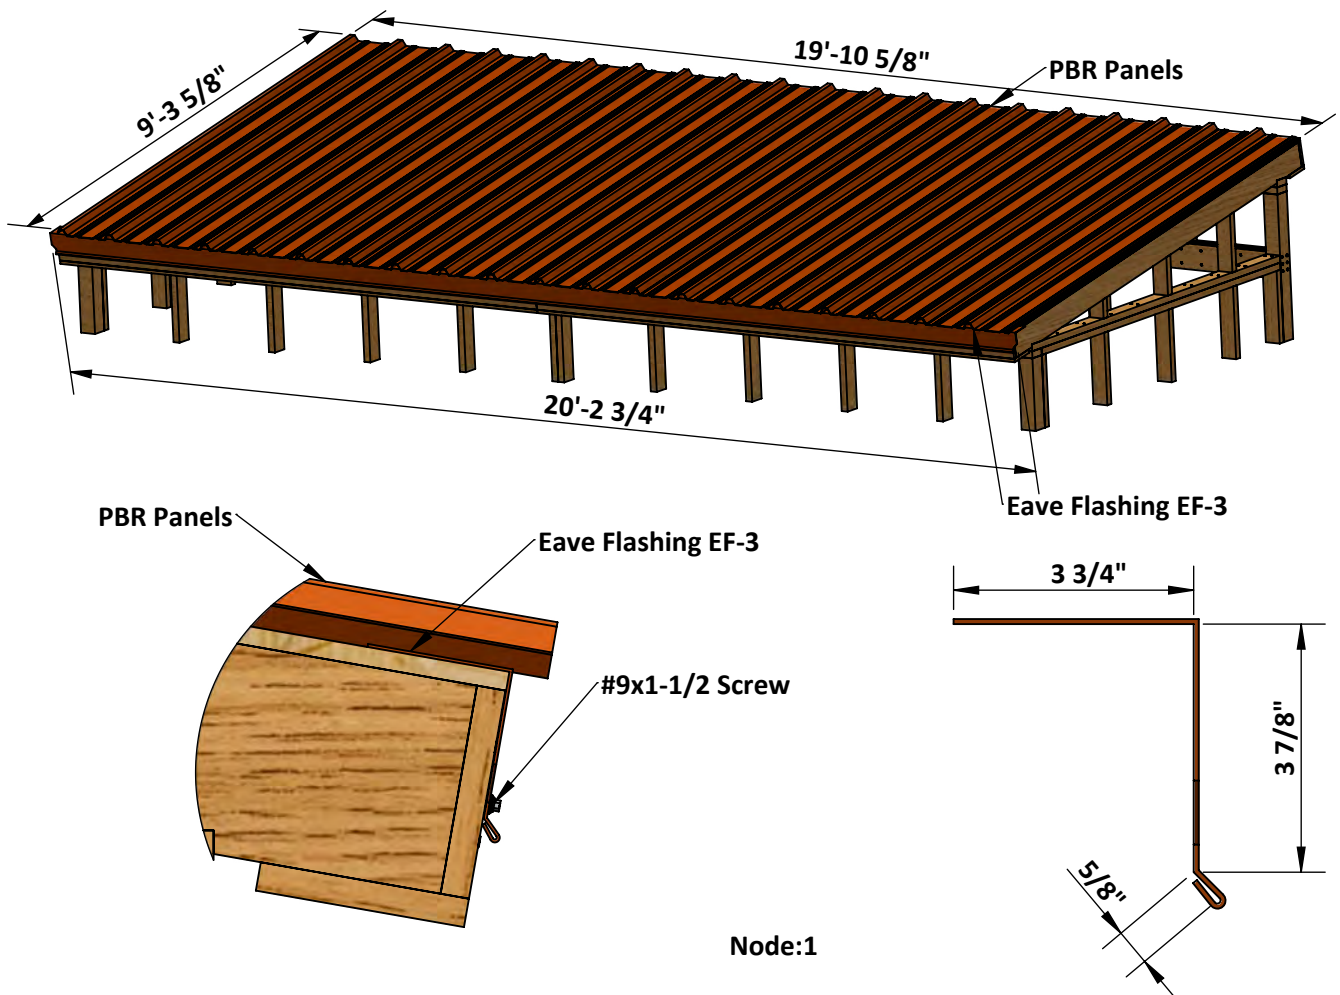 19'-10 5/8"
PBR Panels
9'-3 5/8"
20'-2 3/4"
Eave Flashing EF-3
PBR Panels
Eave Flashing EF-3
#9x1-1/2 Screw
3 3/4"
3 7/8"
5/8"
Node:1